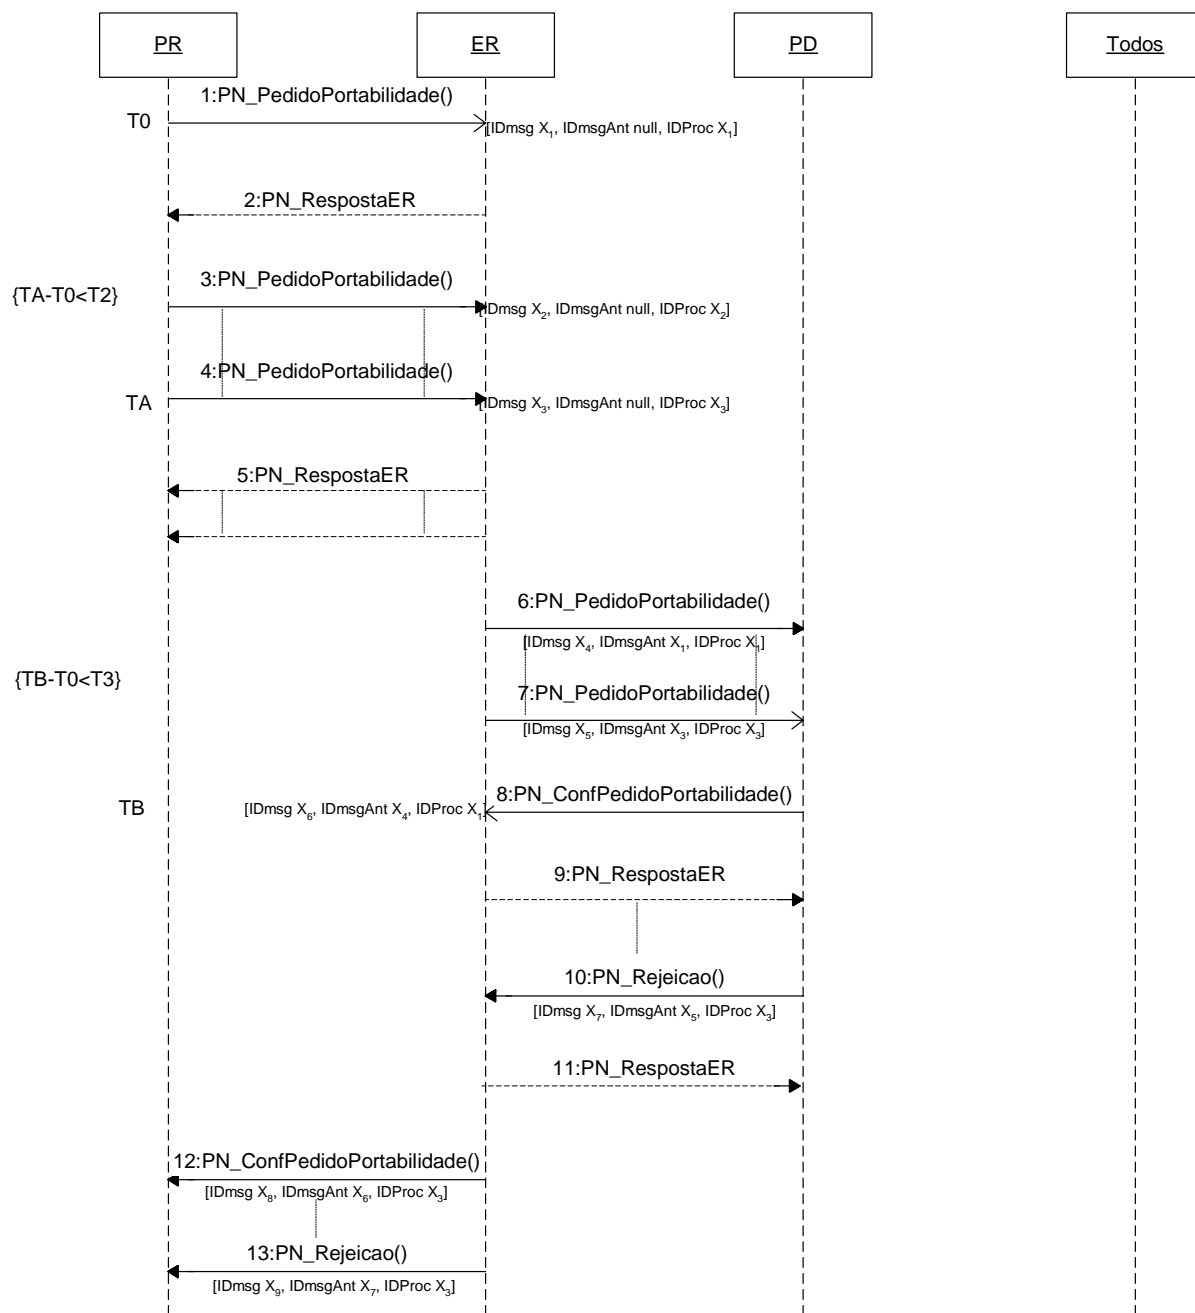 PR ER PD Todos
1:PN_PedidoPortabilidade()
T0
[IDmsg X1, IDmsgAnt null, IDProc X1]
2:PN_RespostaER
3:PN_PedidoPortabilidade()
{TA-T0<T2}
[IDmsg X2, IDmsgAnt null, IDProc X2]
4:PN_PedidoPortabilidade()
TA
[IDmsg X3, IDmsgAnt null, IDProc X3]
5:PN_RespostaER
6:PN_PedidoPortabilidade()
[IDmsg X4, IDmsgAnt X1, IDProc X1]
{TB-T0<T3}
7:PN_PedidoPortabilidade()
[IDmsg X5, IDmsgAnt X3, IDProc X3]
8:PN_ConfPedidoPortabilidade()
TB
[IDmsg X6, IDmsgAnt X4, IDProc X1]
9:PN_RespostaER
10:PN_Rejeicao()
[IDmsg X7, IDmsgAnt X5, IDProc X3]
11:PN_RespostaER
12:PN_ConfPedidoPortabilidade()
[IDmsg X8, IDmsgAnt X6, IDProc X3]
13:PN_Rejeicao()
[IDmsg X9, IDmsgAnt X7, IDProc X3]